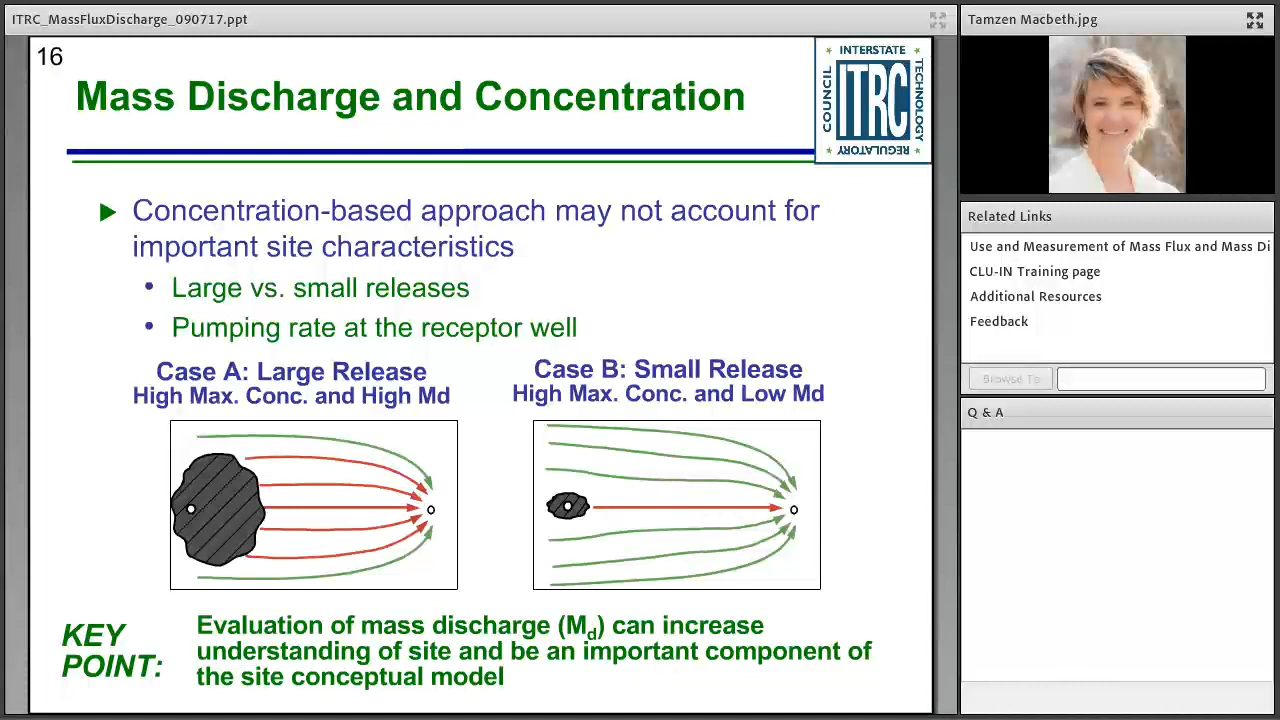 ITRC_MassFluxDischarge_090717.ppt
16
Mass Discharge and Concentration
INTERSTATE
TECHNOLOGY
REGULATORY
COUNCIL
ITRC
Concentration-based approach may not account for
important site characteristics
• Large vs. small releases
• Pumping rate at the receptor well
Case A: Large Release
High Max. Conc. and High Md
Case B: Small Release
High Max. Conc. and Low Md
KEY
POINT:
Evaluation of mass discharge (Md) can increase
understanding of site and be an important component of
the site conceptual model
Tamzen Macbeth.jpg
Related Links
Use and Measurement of Mass Flux and Mass Di
CLU-IN Training page
Additional Resources
Feedback
Browse To
Q & A